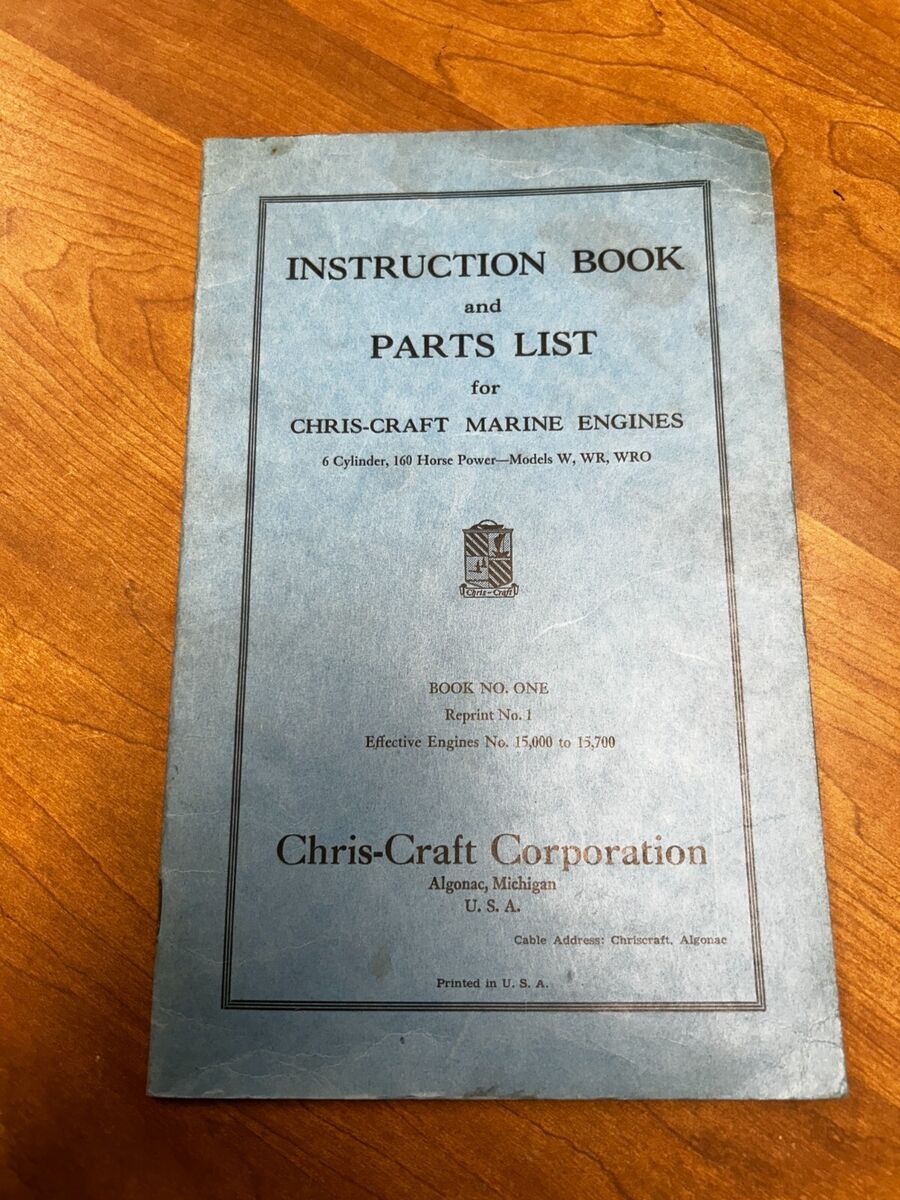 INSTRUCTION BOOK
and
PARTS LIST
for
CHRIS-CRAFT MARINE ENGINES
6 Cylinder, 160 Horse Power—Models W, WR, WRO
Chris-Craft
BOOK NO. ONE
Reprint No. 1
Effective Engines No. 15,000 to 15,700
Chris-Craft Corporation
Algonac, Michigan
U. S. A.
Cable Address: Chriscraft, Algonac
Printed in U. S. A.